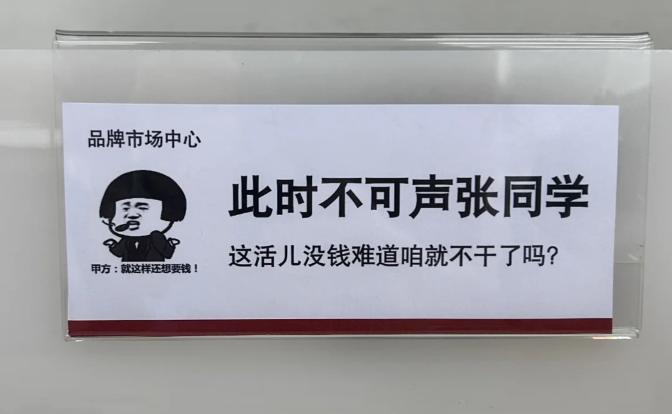 品牌市场中心
此时不可声张同学
这活儿没钱难道咱就不干了吗?
甲方：就这样还想要钱！